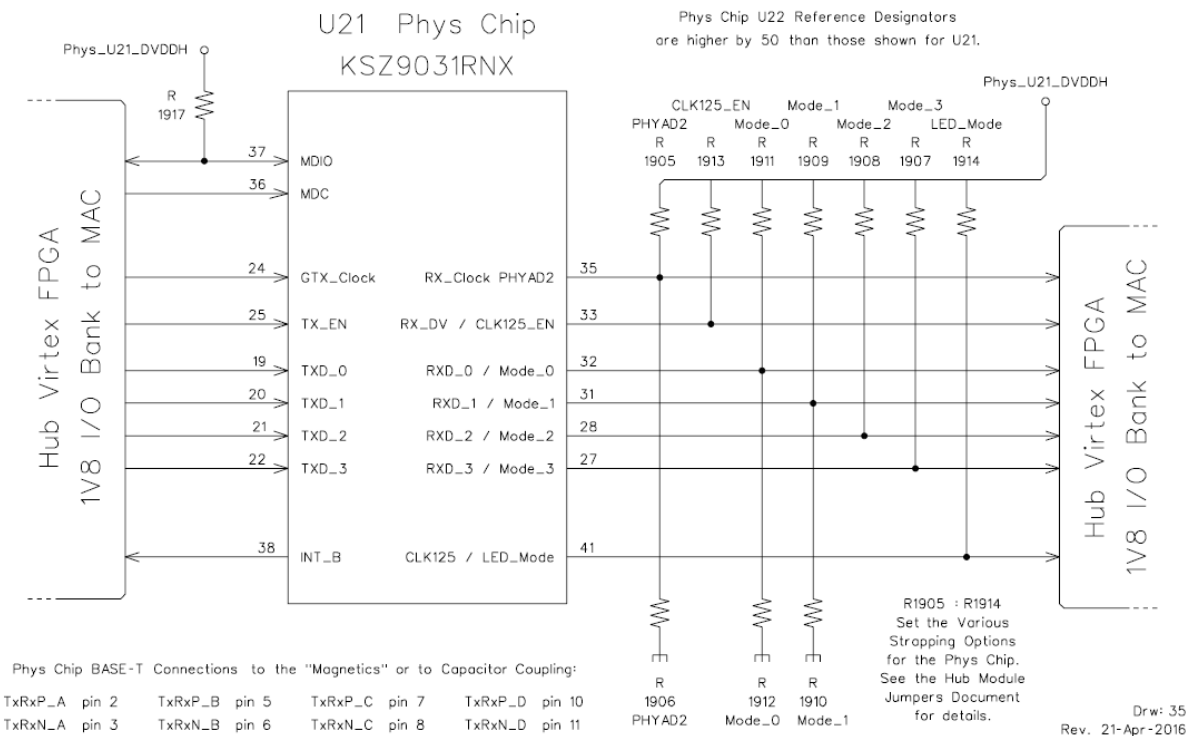 U21 Phys Chip
KSZ9031RNX
Phys Chip U22 Reference Designators
are higher by 50 than those shown for U21.
Phys_U21_DVDDH
R
1917
Phys_U21_DVDDH
CLK125_EN Mode_1 Mode_3
PHYAD2 Mode_0 Mode_2 LED_Mode
R R R R R R R
1905 1913 1911 1909 1908 1907 1914
Hub Virtex FPGA
1V8 I/O Bank to MAC
37 MDIO
36 MDC
24 GTX_Clock RX_Clock PHYAD2 35
25 TX_EN RX_DV / CLK125_EN 33
19 TXD_0 RXD_0 / Mode_0 32
20 TXD_1 RXD_1 / Mode_1 31
21 TXD_2 RXD_2 / Mode_2 28
22 TXD_3 RXD_3 / Mode_3 27
38 INT_B CLK125 / LED_Mode 41
Hub Virtex FPGA
1V8 I/O Bank to MAC
R R R
1906 1912 1910
PHYAD2 Mode_0 Mode_1
R1905 : R1914
Set the Various
Strapping Options
for the Phys Chip.
See the Hub Module
Jumpers Document
for details.
Phys Chip BASE-T Connections to the "Magnetics" or to Capacitor Coupling:
TxRxP_A pin 2 TxRxP_B pin 5 TxRxP_C pin 7 TxRxP_D pin 10
TxRxN_A pin 3 TxRxN_B pin 6 TxRxN_C pin 8 TxRxN_D pin 11
Drw: 35
Rev. 21-Apr-2016